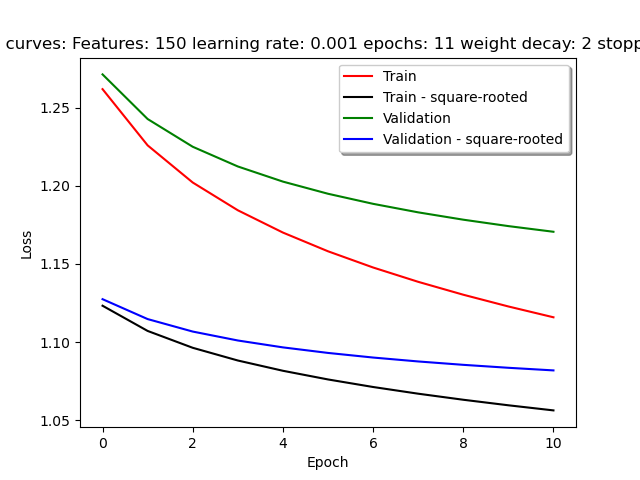 curves: Features: 150 learning rate: 0.001 epochs: 11 weight decay: 2
Train
Train - square-rooted
Validation
Validation - square-rooted
1.25
1.20
1.15
1.10
1.05
Loss
0 2 4 6 8 10
Epoch